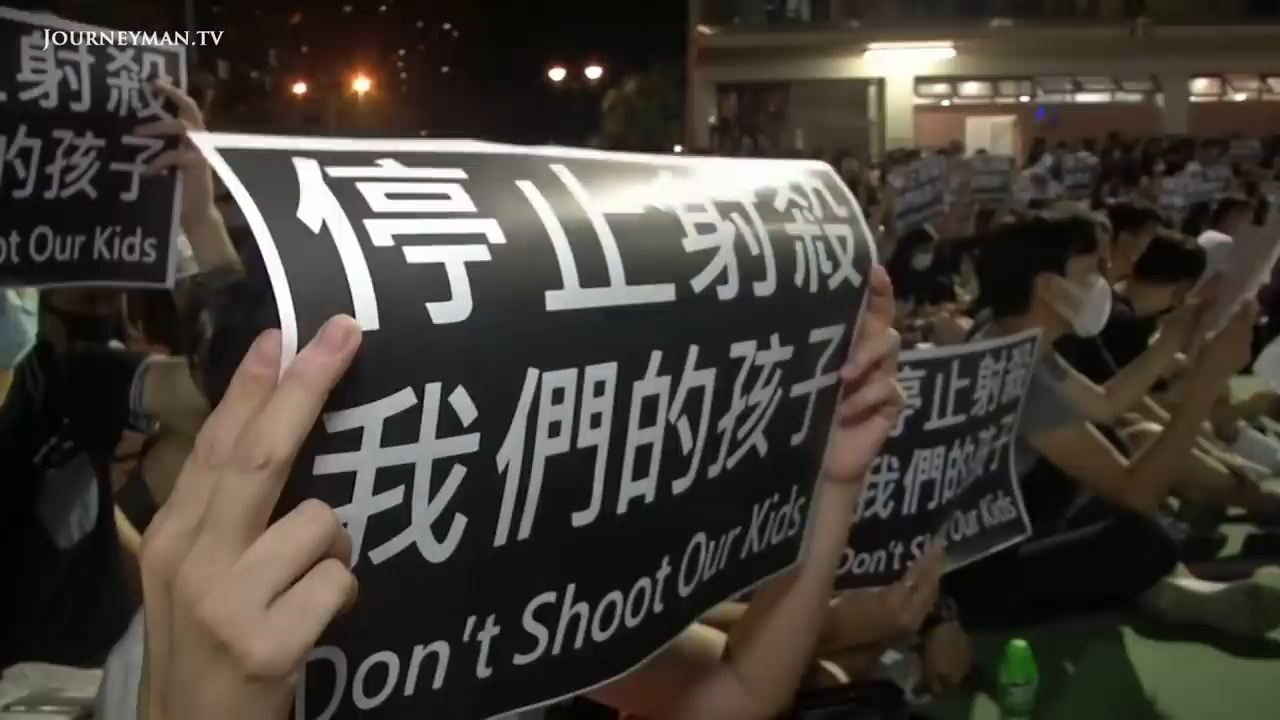 JOURNEYMAN.TV
射殺
的孩子
ot Our Kids
停止射殺
我們的孩子
Don't Shoot Our Kids
停止射殺
我們的孩子
Don't Sh Our Kids